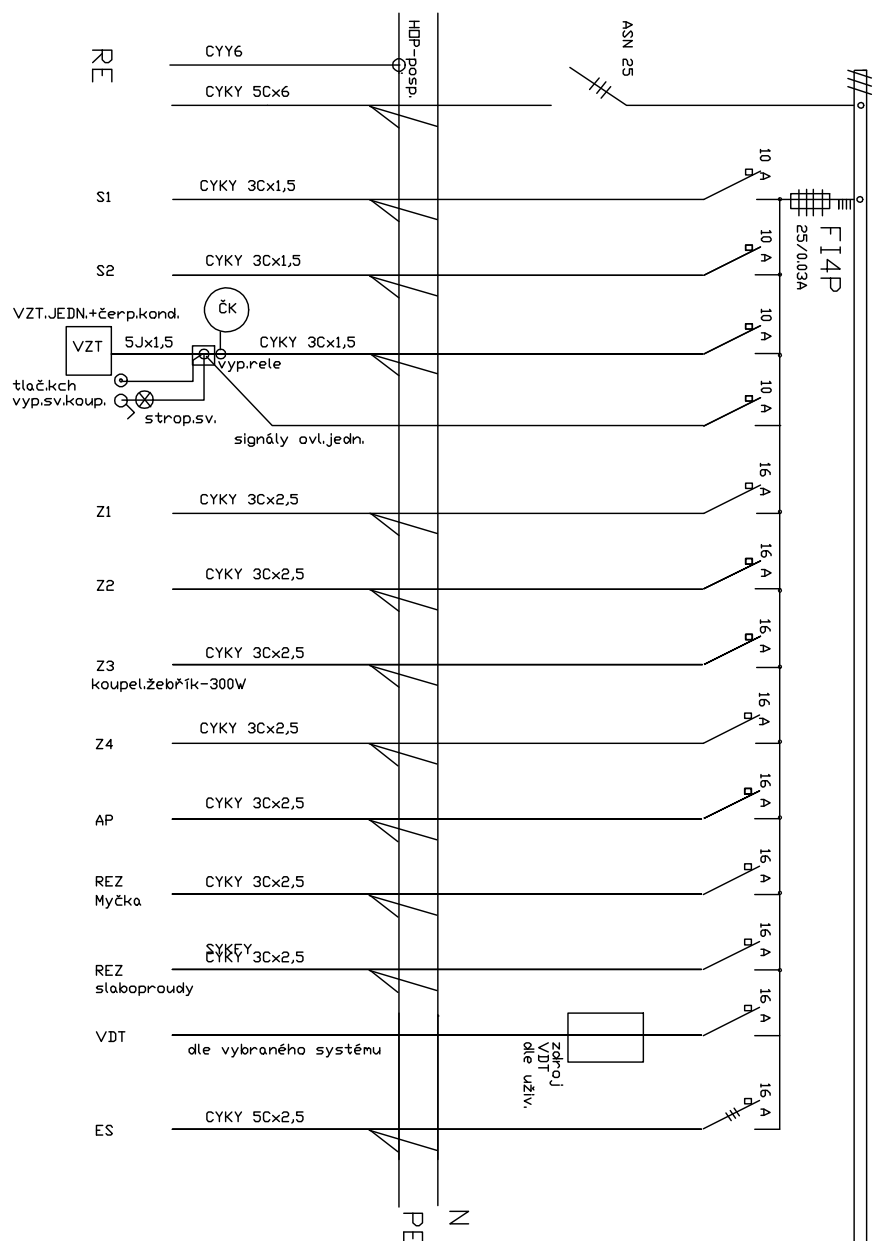 RE
CYY6
HOP-posp.
ASN 25
CYKY 5Cx6
S1
CYKY 3Cx1,5
10 A
FI4P
25/0.03A
S2
CYKY 3Cx1,5
10 A
VZT.JEDN.+čerp.kond.
ČK
VZT
5Jx1,5
CYKY 3Cx1,5
10 A
vyp.rele
tlač.kch
vyp.sv.koup.
strop.sv.
signály ovl.jedn.
10 A
Z1
CYKY 3Cx2,5
16 A
Z2
CYKY 3Cx2,5
16 A
Z3
koupel.žebřík-300W
CYKY 3Cx2,5
16 A
Z4
CYKY 3Cx2,5
16 A
AP
CYKY 3Cx2,5
16 A
REZ
Myčka
CYKY 3Cx2,5
16 A
REZ
slaboproudy
SYKFY
CYKY 3Cx2,5
16 A
VDT
dle vybraného systému
zdroj
VDT
dle uživ.
16 A
ES
CYKY 5Cx2,5
16 A
PE
N